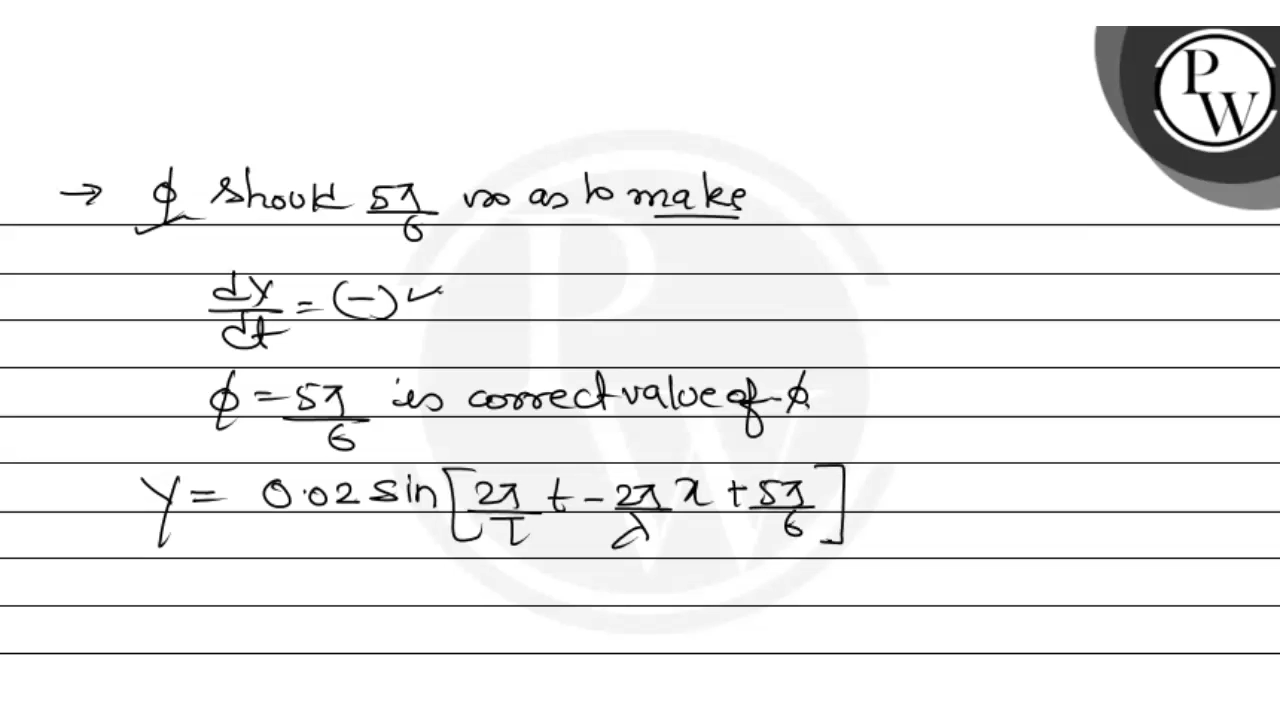 PW
→ ϕ should 5π/6 so as to make
dy/dt = (-) ✓
ϕ = 5π/6 is correct value of ϕ
Y = 0.02 sin[2π/T t - 2π/λ x + 5π/6]